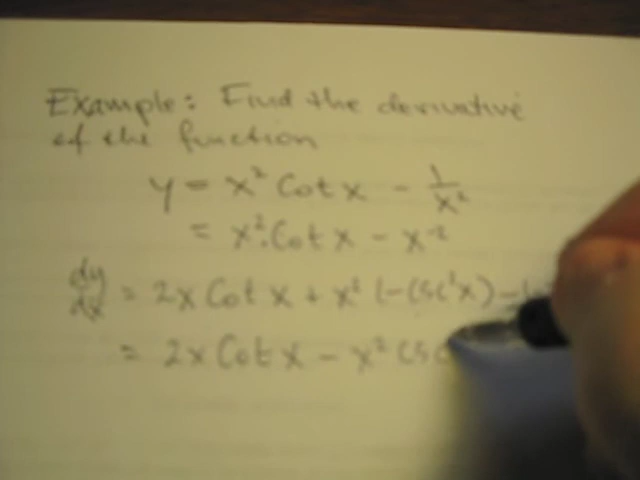 Example: Find the derivative
of the function
y = x² Cot x - 1/x²
= x². Cot x - x⁻²
dy/dx = 2x Cot x + x² (-Csc²x) -
= 2x Cot x - x² Csc